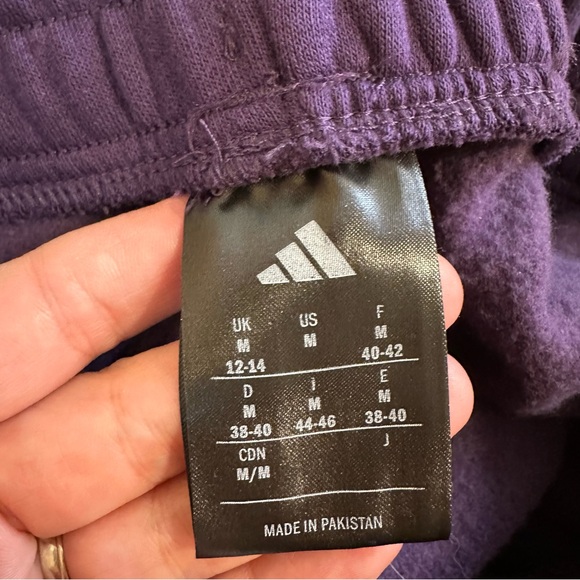 UK US F
M M M
12-14 40-42
D I E
M M M
38-40 44-46 38-40
CDN J
M/M
MADE IN PAKISTAN